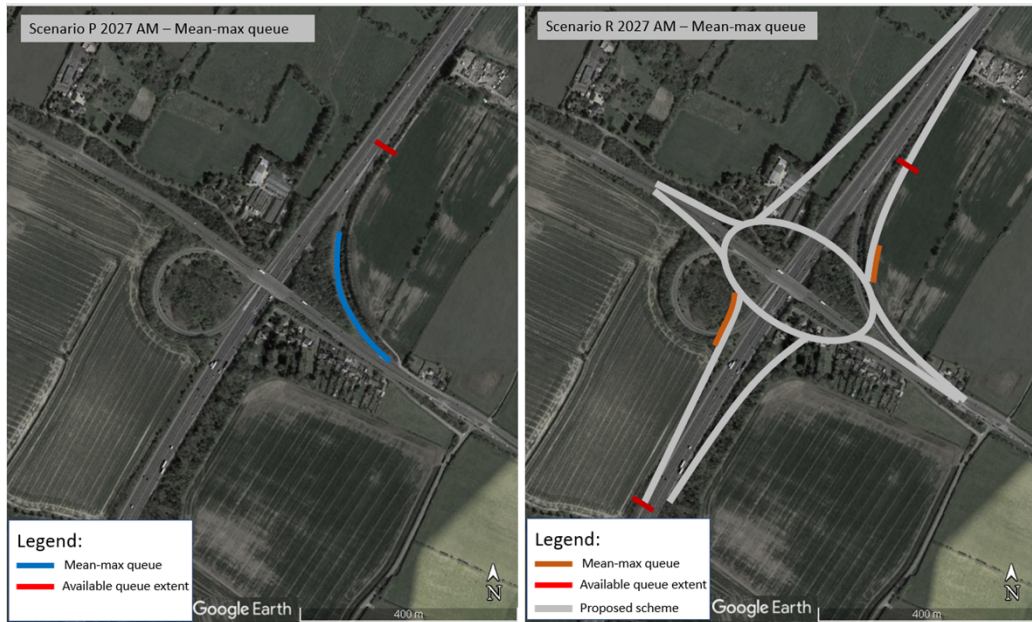 Scenario P 2027 AM – Mean-max queue
Legend:
Mean-max queue
Available queue extent
N
Google Earth
400 m
Scenario R 2027 AM – Mean-max queue
Legend:
Mean-max queue
Available queue extent
Proposed scheme
N
Google Earth
400 m